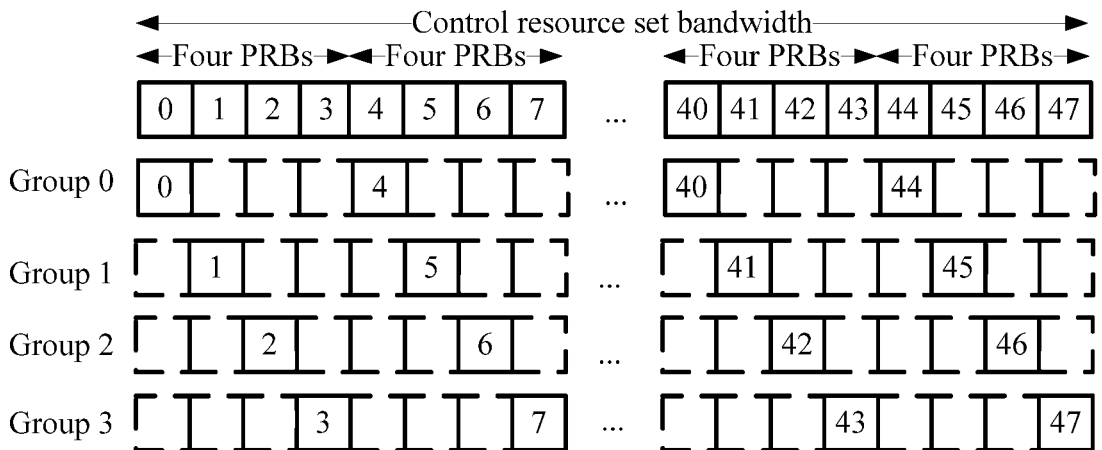 Control resource set bandwidth
Four PRBs Four PRBs Four PRBs Four PRBs
0 1 2 3 4 5 6 7 ... 40 41 42 43 44 45 46 47
Group 0 0 4 ... 40 44
Group 1 1 5 ... 41 45
Group 2 2 6 ... 42 46
Group 3 3 7 ... 43 47